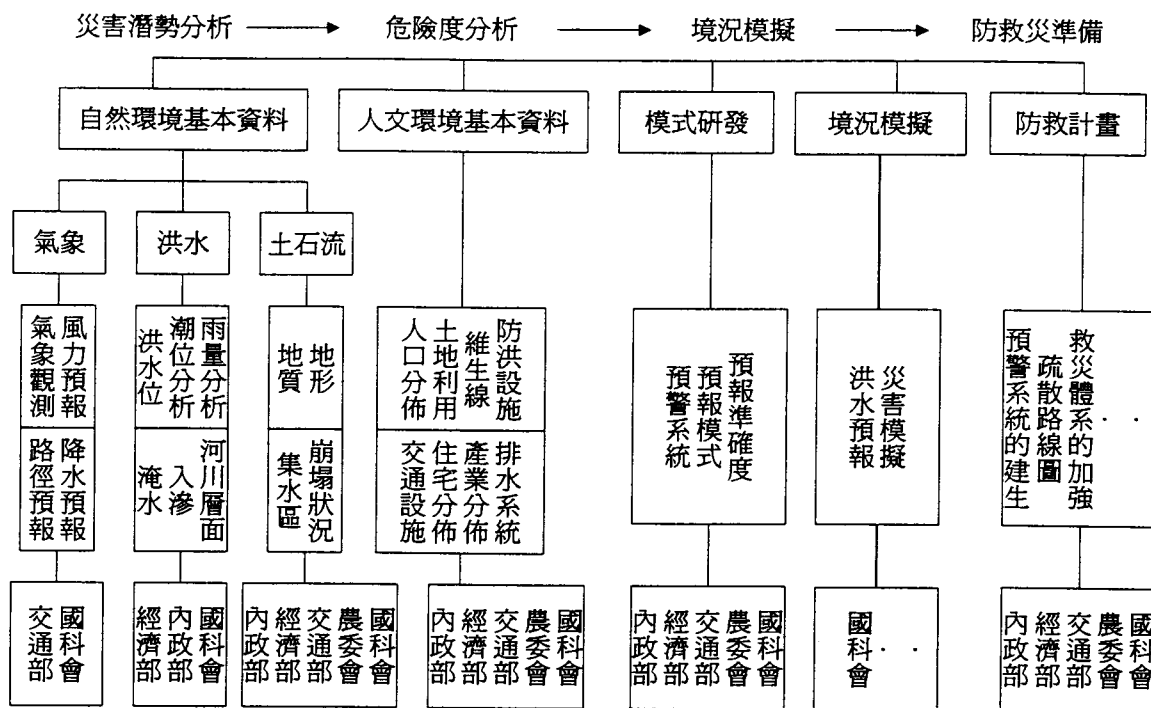 災害潛勢分析 危險度分析 境況模擬 防救災準備
自然環境基本資料
人文環境基本資料
模式研發
境況模擬
防救計畫
氣象
洪水
土石流
風力預報
氣象觀測
降水預報
路徑預報
雨量分析
潮位分析
洪水位
河川層面
入滲
淹水
地形
地質
崩塌狀況
集水區
防洪設施
維生線
土地利用
人口分佈
排水系統
產業分佈
住宅分佈
交通設施
預報準確度
預報模式
預警系統
災害模擬
洪水預報
. .
救災體系的加強
疏散路線圖
預警系統的建生
國科會
交通部
國科會
內政部
經濟部
國科會
農委會
交通部
經濟部
內政部
國科會
農委會
交通部
經濟部
內政部
國科會
農委會
交通部
經濟部
內政部
. .
國科會
國科會
農委會
交通部
經濟部
內政部